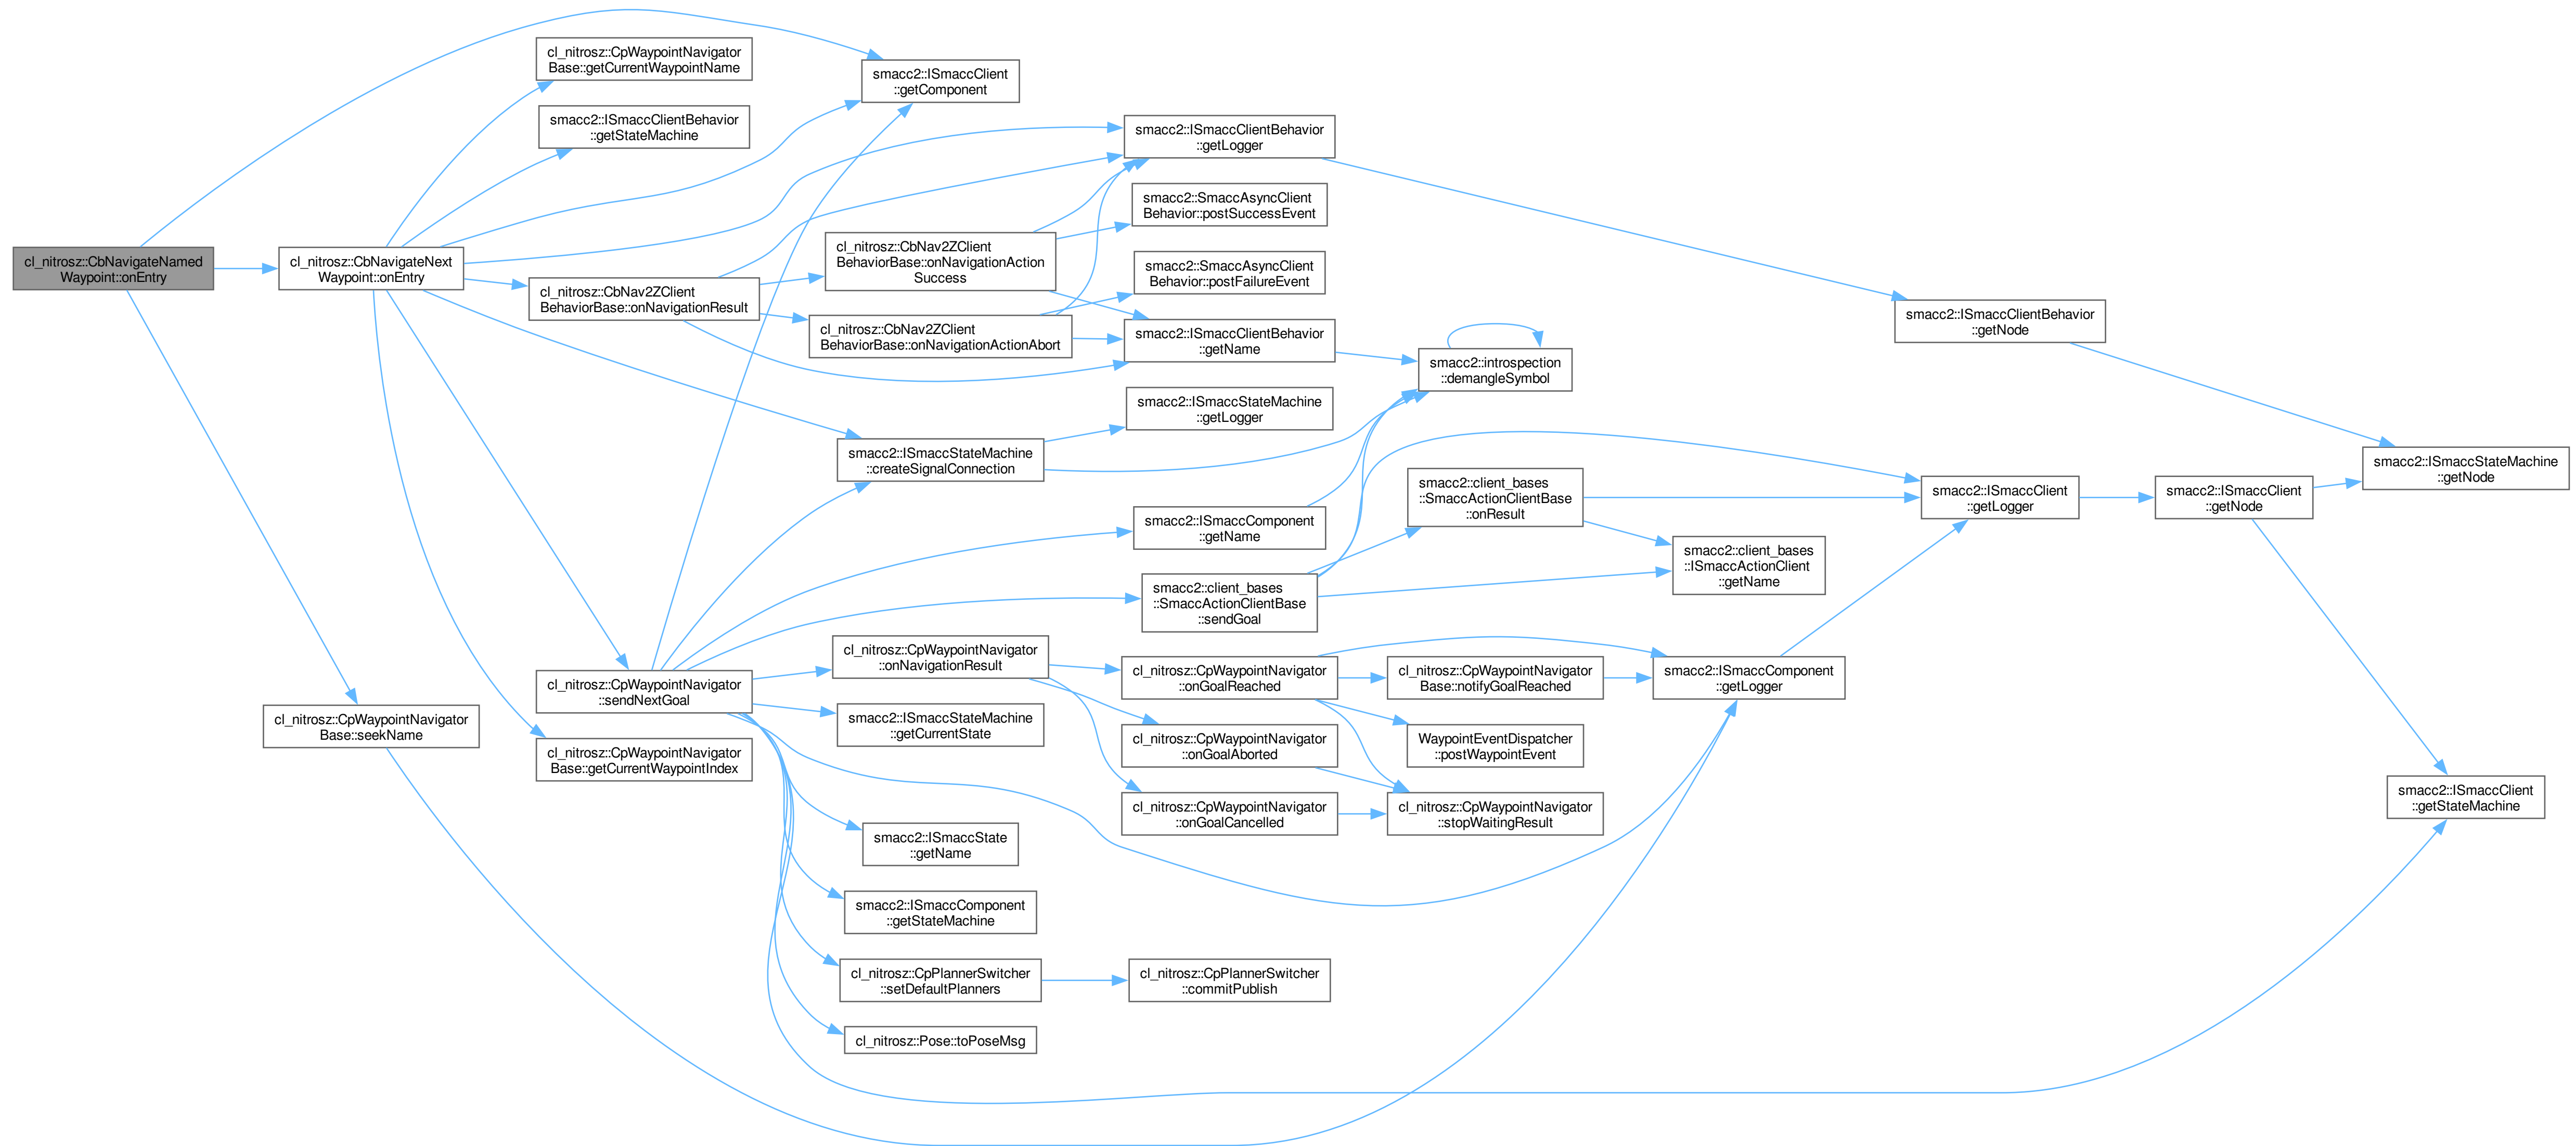 cl_nitrosz::CbNavigateNamed
Waypoint::onEntry
cl_nitrosz::CbNavigateNext
Waypoint::onEntry
cl_nitrosz::CpWaypointNavigator
Base::seekName
cl_nitrosz::CpWaypointNavigator
Base::getCurrentWaypointName
smacc2::ISmaccClientBehavior
::getStateMachine
cl_nitrosz::CbNav2ZClient
BehaviorBase::onNavigationResult
cl_nitrosz::CpWaypointNavigator
::sendNextGoal
cl_nitrosz::CpWaypointNavigator
Base::getCurrentWaypointIndex
smacc2::ISmaccClient
::getComponent
cl_nitrosz::CbNav2ZClient
BehaviorBase::onNavigationAction
Success
cl_nitrosz::CbNav2ZClient
BehaviorBase::onNavigationActionAbort
smacc2::ISmaccStateMachine
::createSignalConnection
cl_nitrosz::CpWaypointNavigator
::onNavigationResult
smacc2::ISmaccStateMachine
::getCurrentState
smacc2::ISmaccState
::getName
smacc2::ISmaccComponent
::getStateMachine
cl_nitrosz::CpPlannerSwitcher
::setDefaultPlanners
cl_nitrosz::Pose::toPoseMsg
smacc2::ISmaccClientBehavior
::getLogger
smacc2::SmaccAsyncClient
Behavior::postSuccessEvent
smacc2::SmaccAsyncClient
Behavior::postFailureEvent
smacc2::ISmaccClientBehavior
::getName
smacc2::ISmaccStateMachine
::getLogger
smacc2::ISmaccComponent
::getName
smacc2::client_bases
::SmaccActionClientBase
::sendGoal
cl_nitrosz::CpWaypointNavigator
::onGoalReached
cl_nitrosz::CpWaypointNavigator
::onGoalAborted
cl_nitrosz::CpWaypointNavigator
::onGoalCancelled
cl_nitrosz::CpPlannerSwitcher
::commitPublish
smacc2::introspection
::demangleSymbol
smacc2::client_bases
::SmaccActionClientBase
::onResult
cl_nitrosz::CpWaypointNavigator
Base::notifyGoalReached
WaypointEventDispatcher
::postWaypointEvent
cl_nitrosz::CpWaypointNavigator
::stopWaitingResult
smacc2::client_bases
::ISmaccActionClient
::getName
smacc2::ISmaccComponent
::getLogger
smacc2::ISmaccClientBehavior
::getNode
smacc2::ISmaccClient
::getLogger
smacc2::ISmaccClient
::getNode
smacc2::ISmaccStateMachine
::getNode
smacc2::ISmaccClient
::getStateMachine